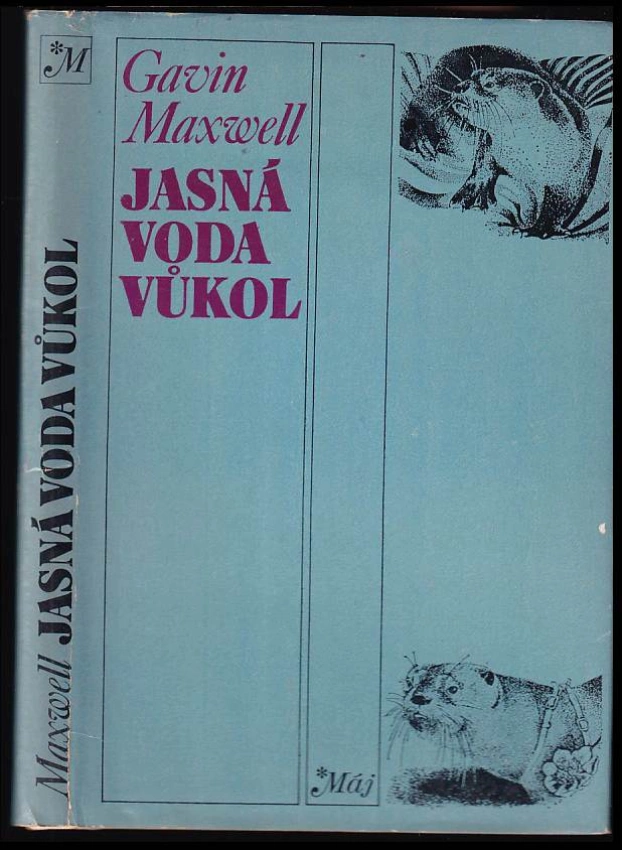 *M
Maxwell JASNÁ VODA VŮKOL
Gavin
Maxwell
JASNÁ
VODA
VŮKOL
*Máj